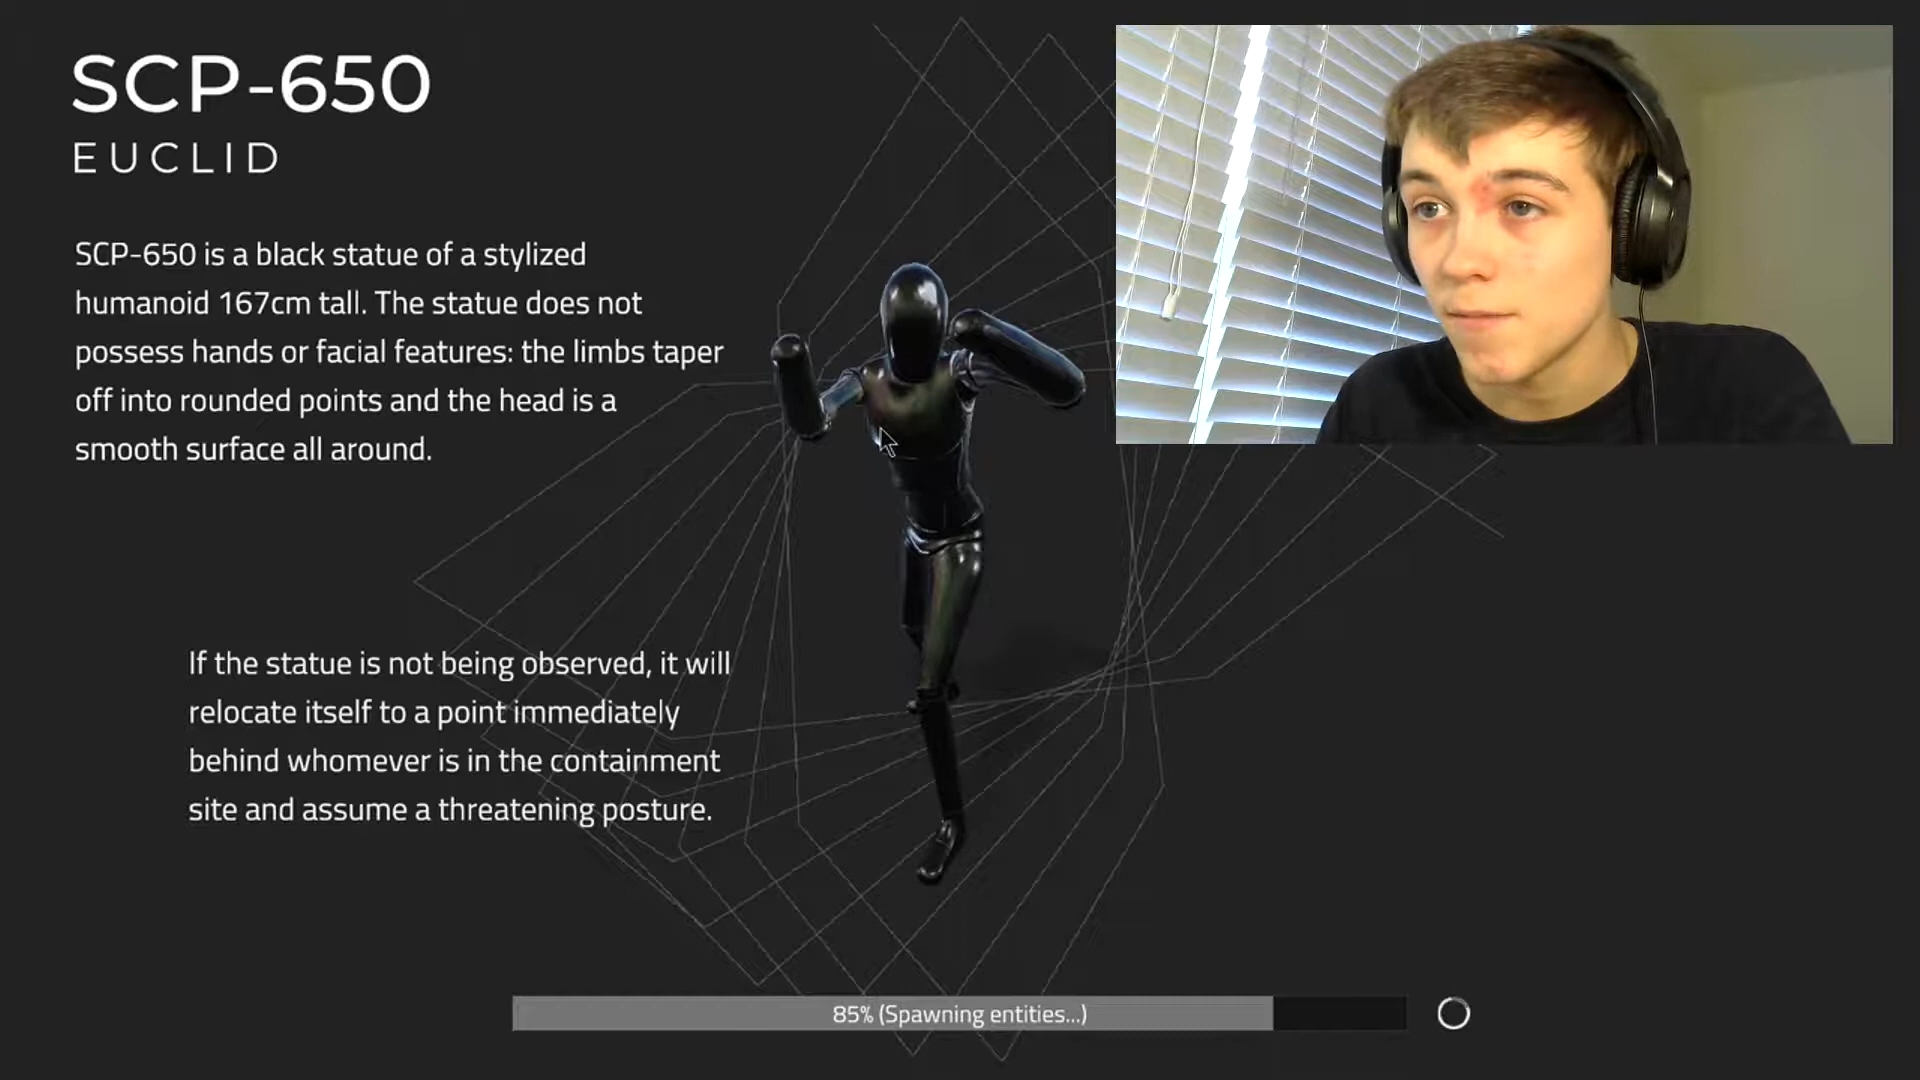 SCP-650
EUCLID
SCP-650 is a black statue of a stylized
humanoid 167cm tall. The statue does not
possess hands or facial features: the limbs taper
off into rounded points and the head is a
smooth surface all around.
If the statue is not being observed, it will
relocate itself to a point immediately
behind whomever is in the containment
site and assume a threatening posture.
85% (Spawning entities...)